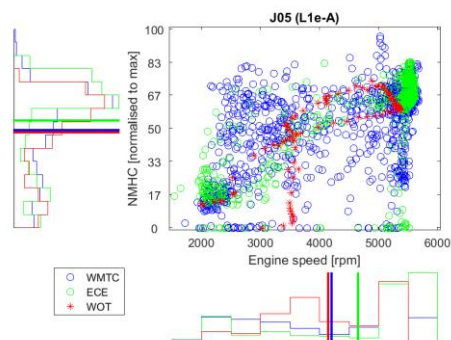 J05 (L1e-A)
NMHC [normalised to max]
100
83
67
50
33
17
0
2000
3000
4000
5000
6000
Engine speed [rpm]
WMTC
ECE
WOT